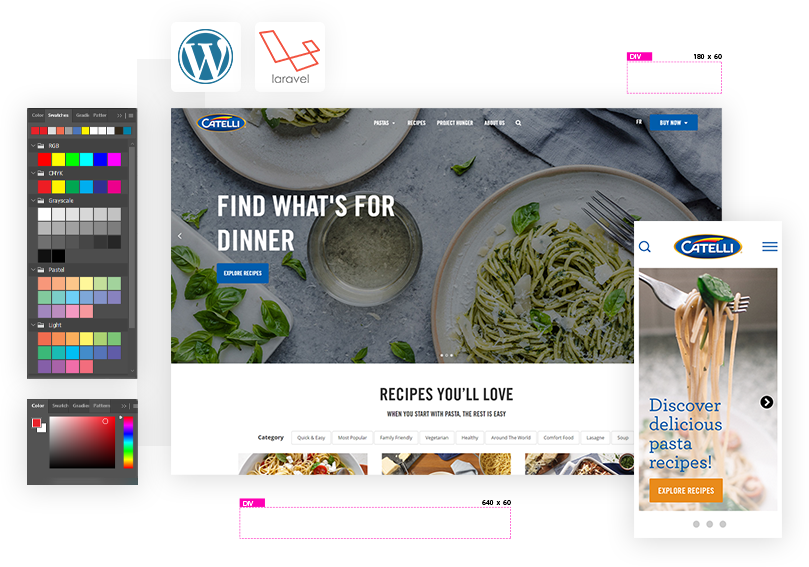 laravel
DIV
180 x 60
Color Swatches Gradi Patter
RGB
CMYK
Grayscale
Pastel
Light
CATELLI
PASTAS
RECIPES
PROJECT HUNGER
ABOUT US
FR
BUY NOW
FIND WHAT'S FOR
DINNER
EXPLORE RECIPES
RECIPES YOU'LL LOVE
WHEN YOU START WITH PASTA, THE REST IS EASY
Category
Quick & Easy
Most Popular
Family Friendly
Vegetarian
Healthy
Around The World
Comfort Food
Lasagne
Soup
CATELLI
Discover
delicious
pasta
recipes!
EXPLORE RECIPES
Color Swatch Gradien Pattern
DIV
640 x 60